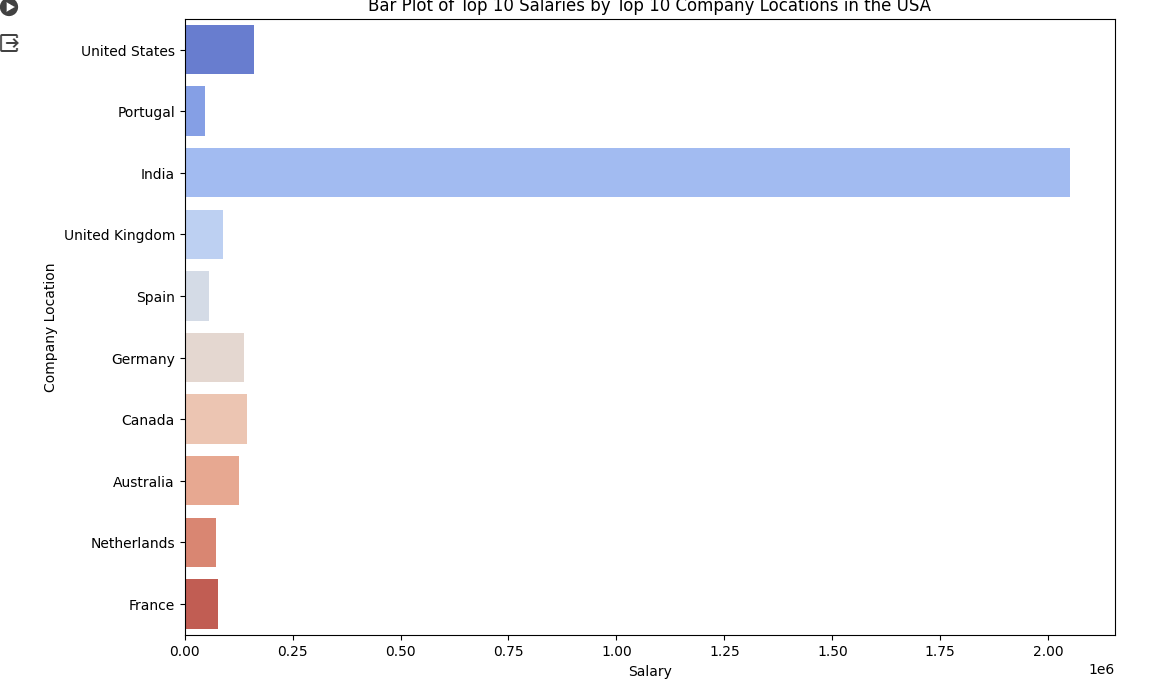 Bar Plot of Top 10 Salaries by Top 10 Company Locations in the USA
United States
Portugal
India
United Kingdom
Spain
Germany
Canada
Australia
Netherlands
France
Company Location
0.00 0.25 0.50 0.75 1.00 1.25 1.50 1.75 2.00
Salary
1e6